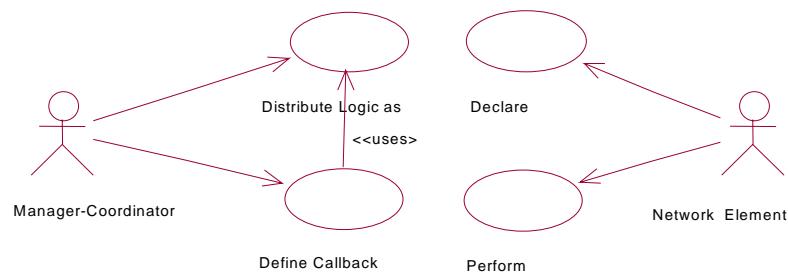 Distribute Logic as
Declare
<<uses>
Manager-Coordinator
Network Element
Define Callback
Perform